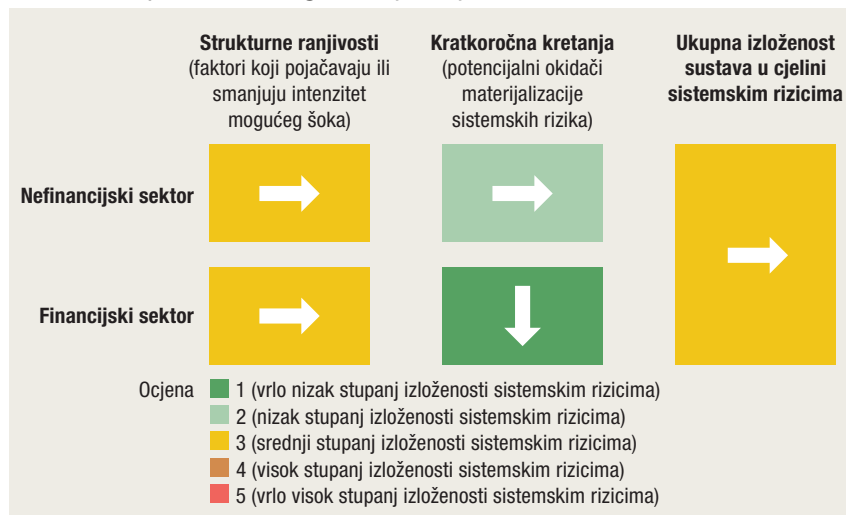 Strukturne ranjivosti
(faktori koji pojačavaju ili
smanjuju intenzitet
mogućeg šoka)
Kratkoročna kretanja
(potencijalni okidači
materijalizacije
sistemskih rizika)
Ukupna izloženost
sustava u cjelini
sistemskim rizicima
Nefinancijski sektor
Financijski sektor
Ocjena
1 (vrlo nizak stupanj izloženosti sistemskim rizicima)
2 (nizak stupanj izloženosti sistemskim rizicima)
3 (srednji stupanj izloženosti sistemskim rizicima)
4 (visok stupanj izloženosti sistemskim rizicima)
5 (vrlo visok stupanj izloženosti sistemskim rizicima)